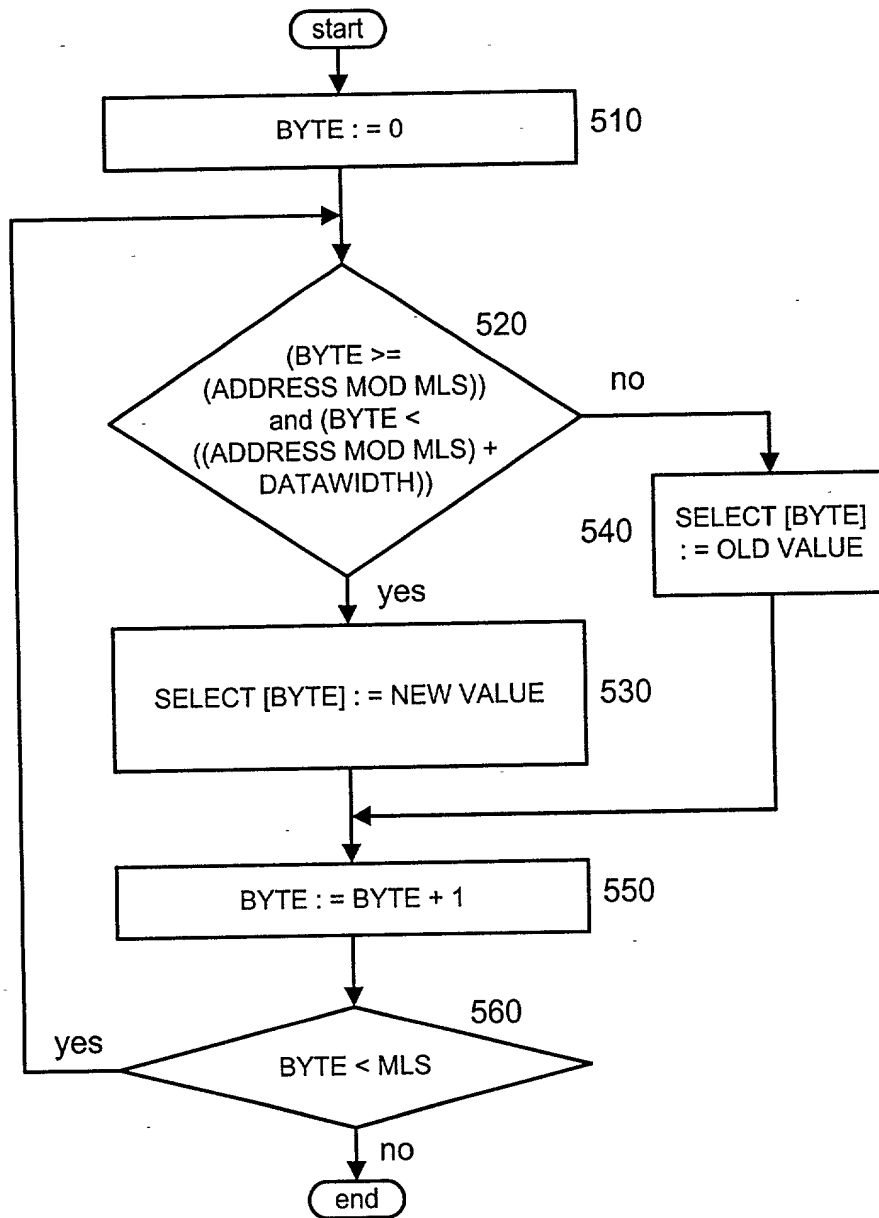 start
BYTE : = 0
510
520
(BYTE >=
(ADDRESS MOD MLS))
and (BYTE <
((ADDRESS MOD MLS) +
DATAWIDTH))
no
yes
540
SELECT [BYTE]
: = OLD VALUE
SELECT [BYTE] : = NEW VALUE
530
BYTE : = BYTE + 1
550
560
yes
BYTE < MLS
no
end